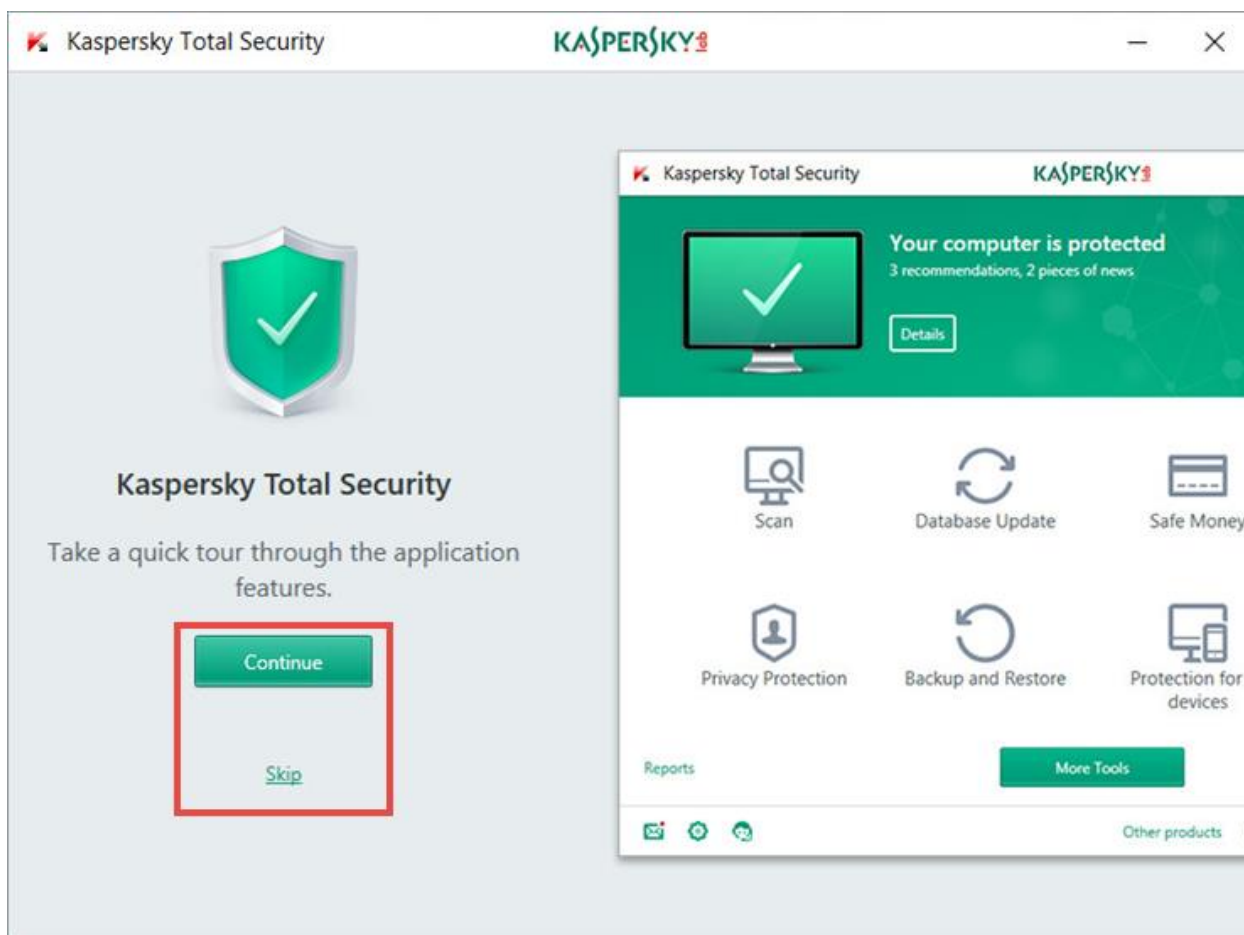 Kaspersky Total Security
KASPERSKY lab
Kaspersky Total Security
Take a quick tour through the application
features.
Continue
Skip
Kaspersky Total Security
KASPERSKY lab
Your computer is protected
3 recommendations, 2 pieces of news
Details
Scan
Database Update
Safe Money
Privacy Protection
Backup and Restore
Protection for
devices
Reports
More Tools
Other products